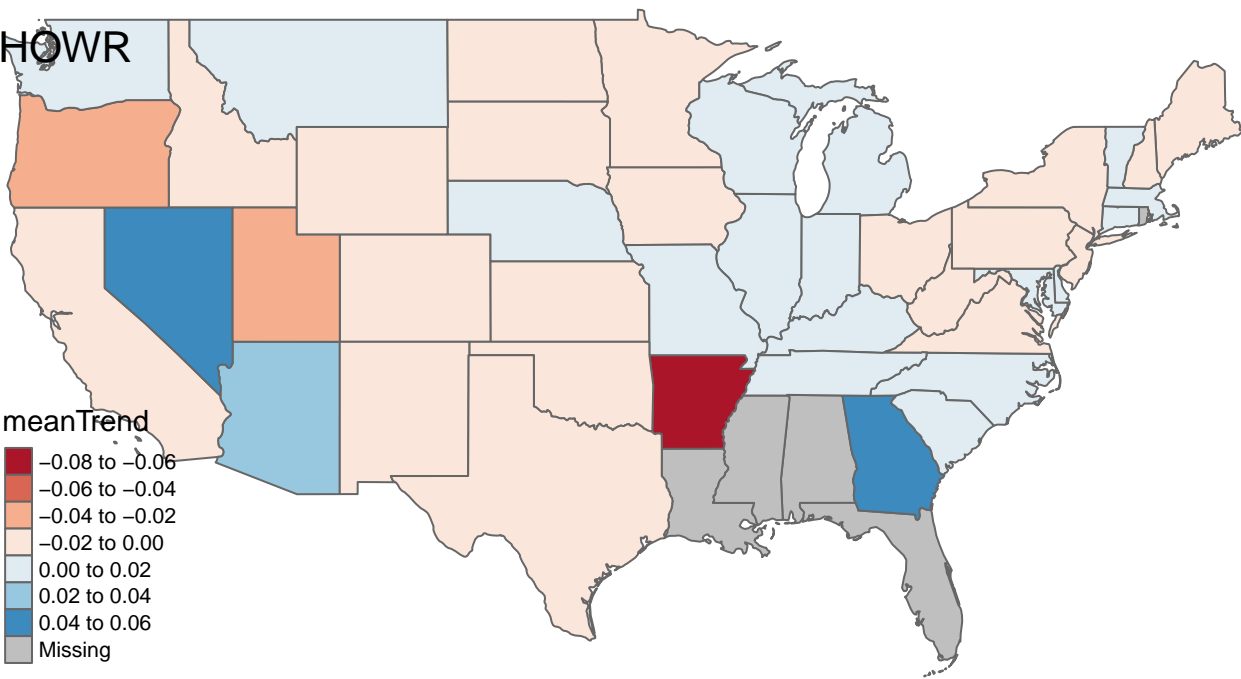 HOWR
meanTrend
−0.08 to −0.06
−0.06 to −0.04
−0.04 to −0.02
−0.02 to 0.00
0.00 to 0.02
0.02 to 0.04
0.04 to 0.06
Missing